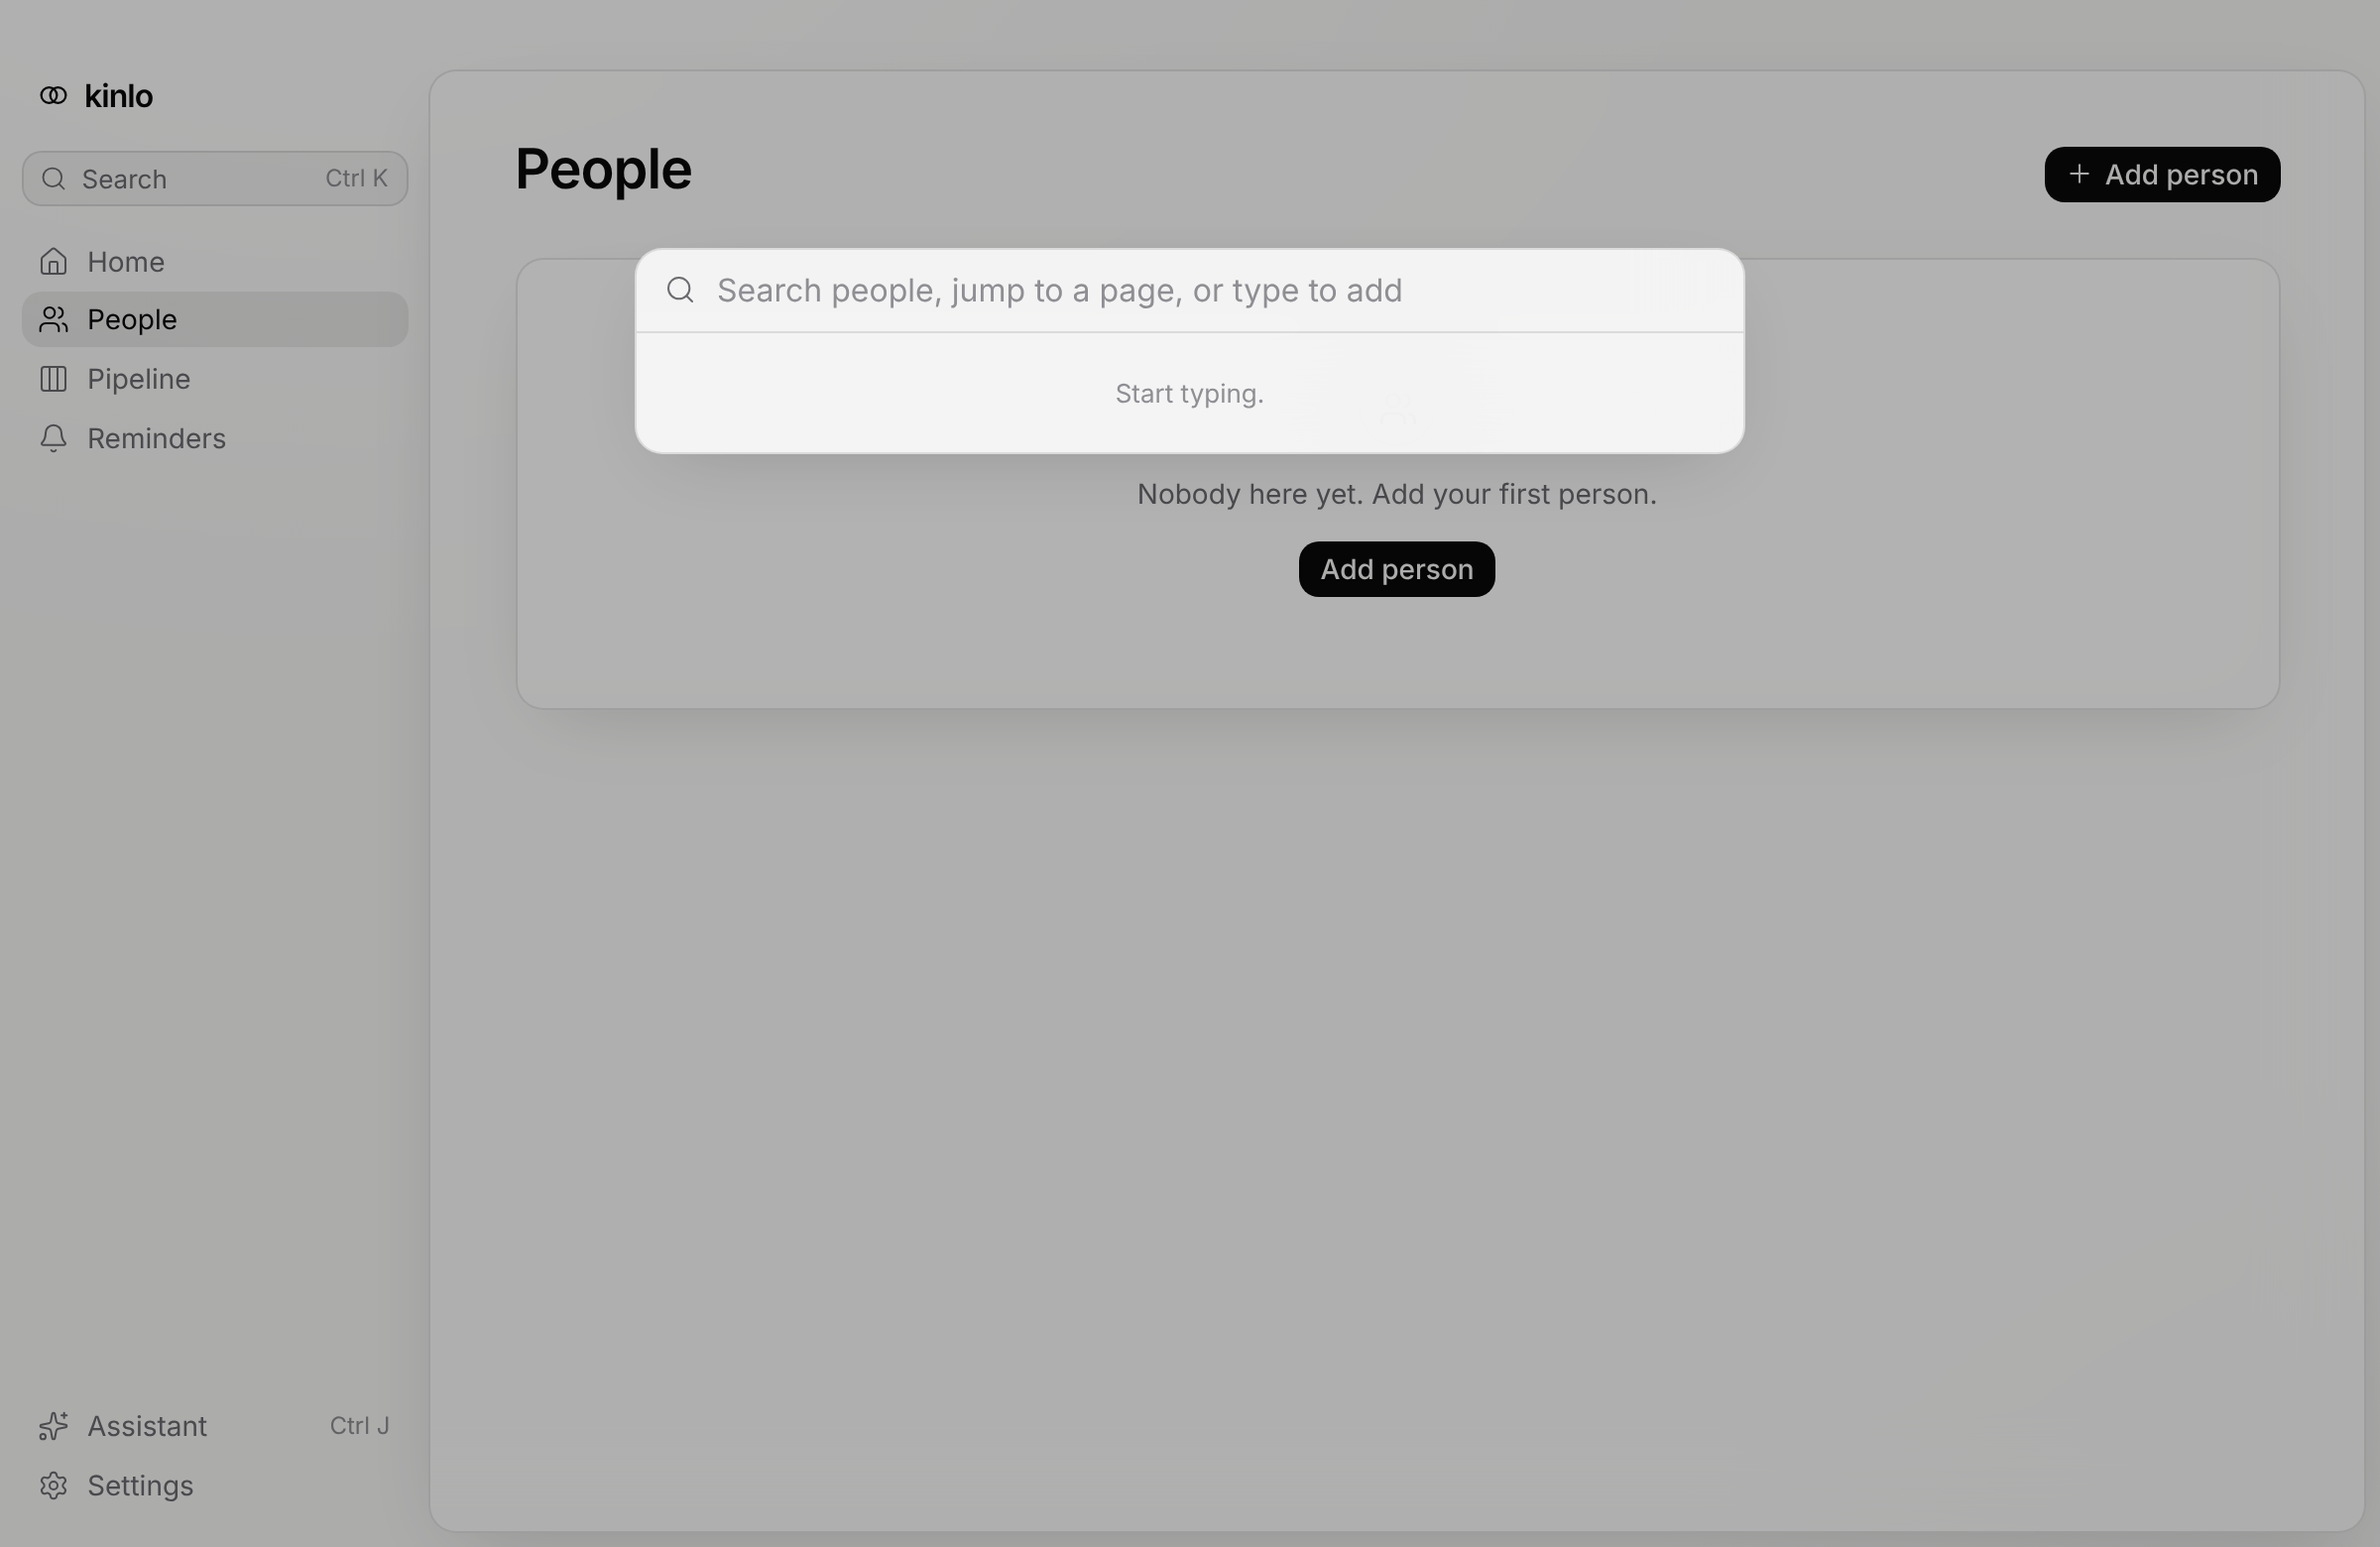 kinlo
Search Ctrl K
Home
People
Pipeline
Reminders
Assistant Ctrl J
Settings
People
Add person
Search people, jump to a page, or type to add
Start typing.
Nobody here yet. Add your first person.
Add person